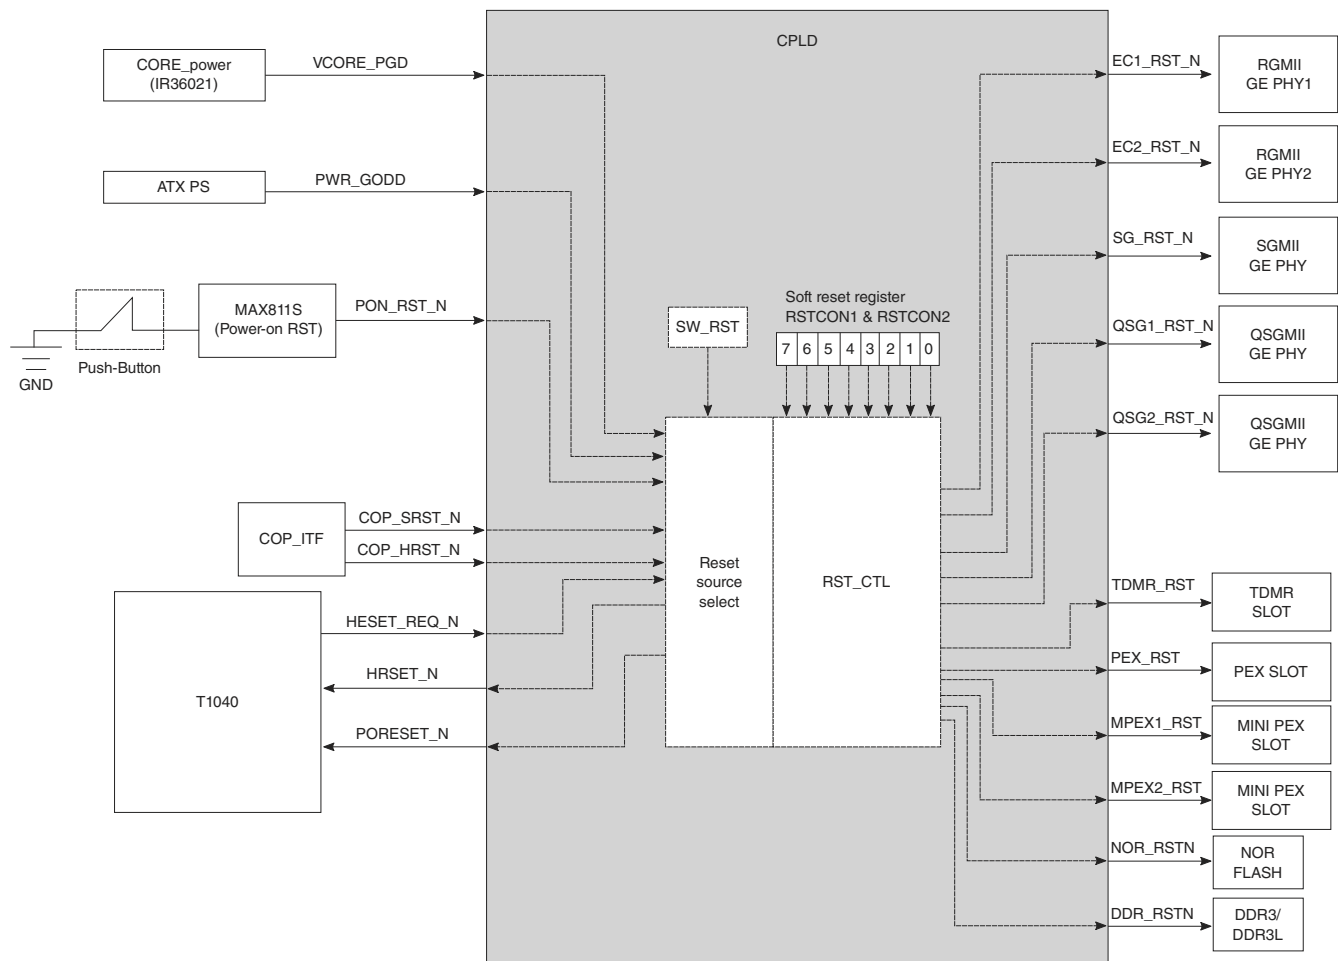 CPLD
CORE_power
(IR36021)
VCORE_PGD
ATX PS
PWR_GODD
MAX811S
(Power-on RST)
PON_RST_N
Push-Button
GND
COP_ITF
COP_SRST_N
COP_HRST_N
T1040
HESET_REQ_N
HRSET_N
PORESET_N
SW_RST
Soft reset register
RSTCON1 & RSTCON2
7 6 5 4 3 2 1 0
Reset
source
select
RST_CTL
EC1_RST_N
RGMII
GE PHY1
EC2_RST_N
RGMII
GE PHY2
SG_RST_N
SGMII
GE PHY
QSG1_RST_N
QSGMII
GE PHY
QSG2_RST_N
QSGMII
GE PHY
TDMR_RST
TDMR
SLOT
PEX_RST
PEX SLOT
MPEX1_RST
MINI PEX
SLOT
MPEX2_RST
MINI PEX
SLOT
NOR_RSTN
NOR
FLASH
DDR_RSTN
DDR3/
DDR3L